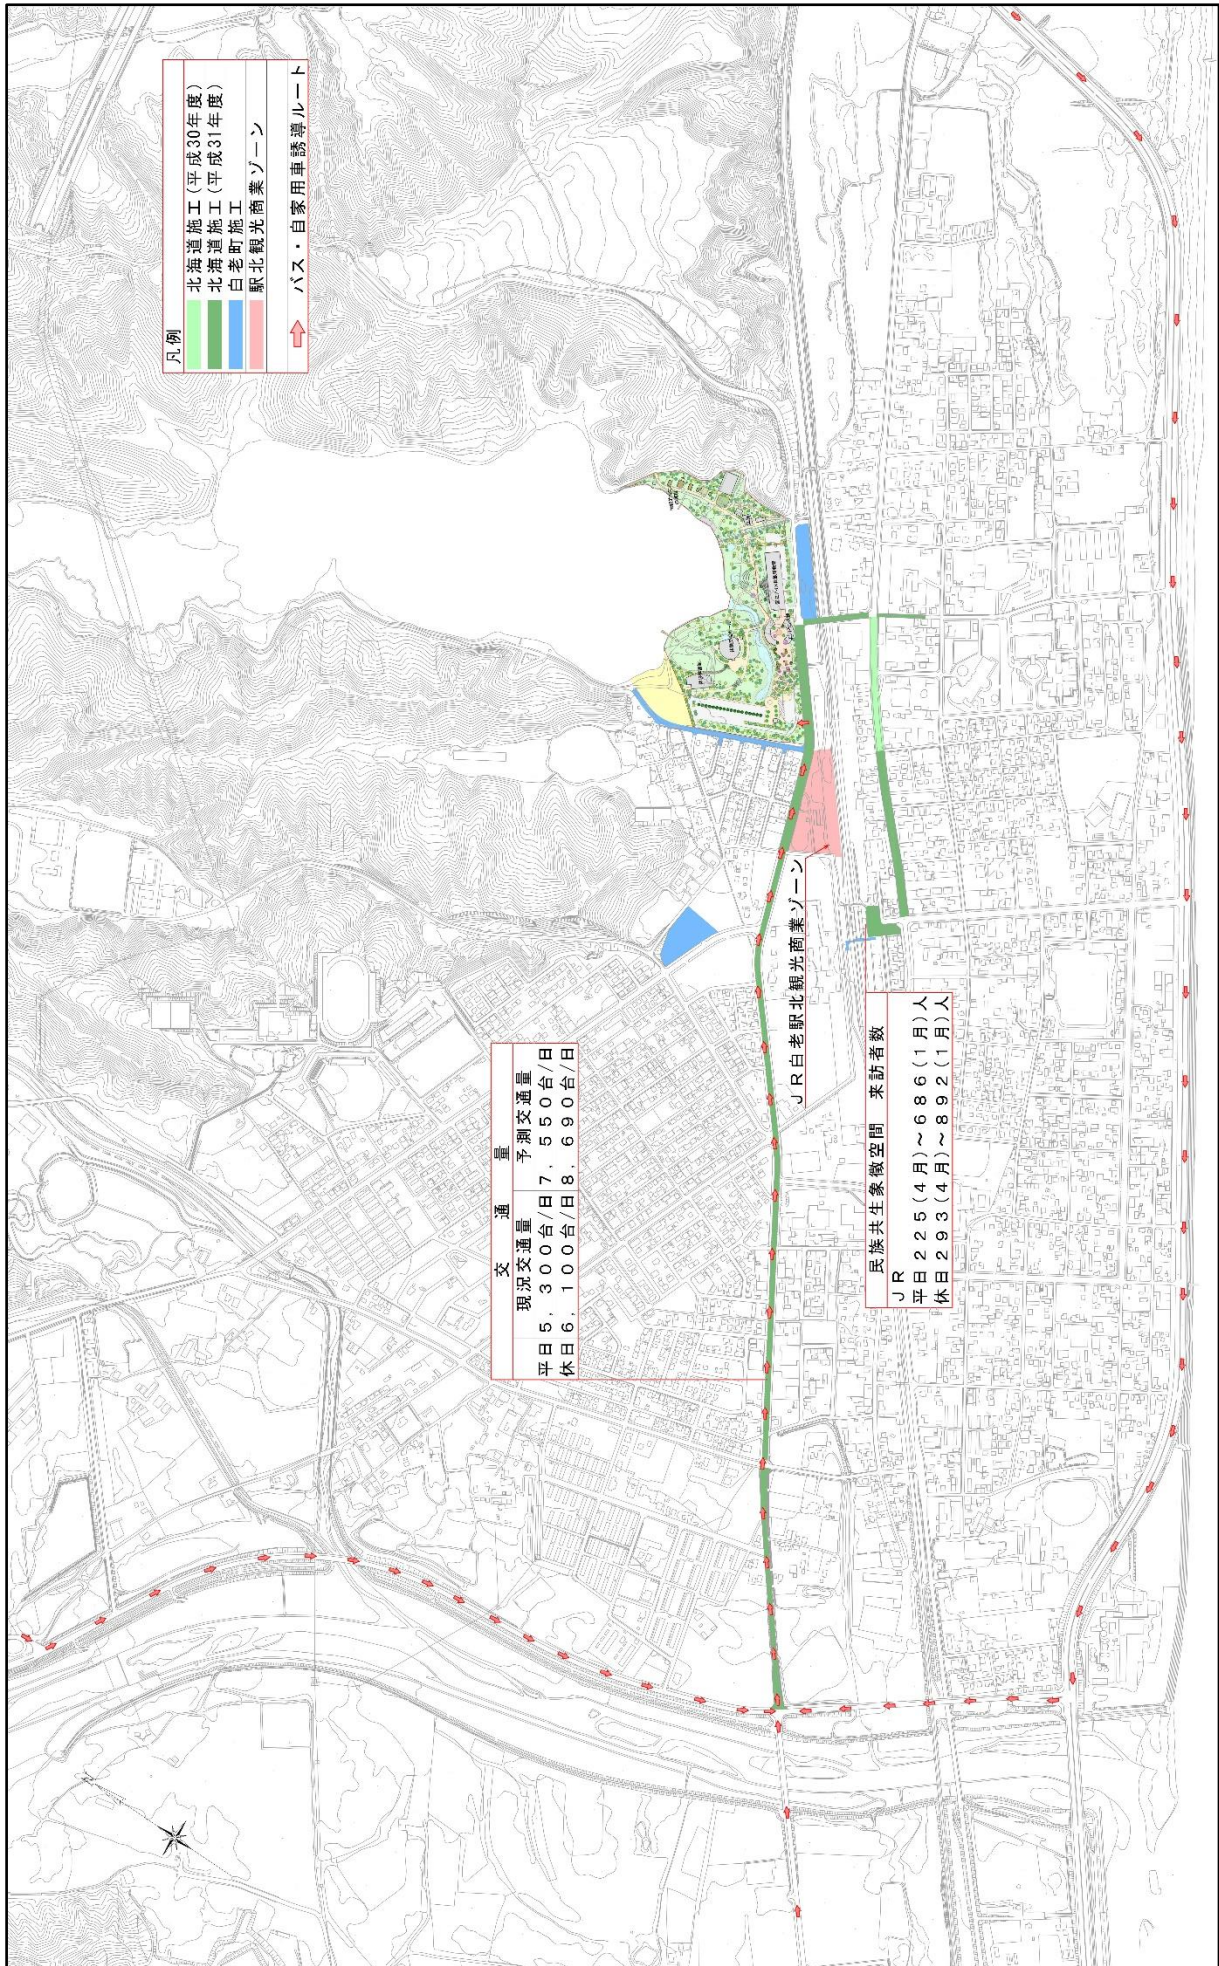 凡例
北海道施工(平成30年度)
北海道施工(平成31年度)
白老町施工
駅北観光商業ゾーン
バス・自家用車誘導ルート
交　通　量
現況交通量　予測交通量
平日 5，300台/日 7，550台/日
休日 6，100台/日 8，690台/日
ＪＲ白老駅北観光商業ゾーン
民族共生象徴空間　来訪者数
ＪＲ
平日 225(4月)～686(1月)人
休日 293(4月)～892(1月)人